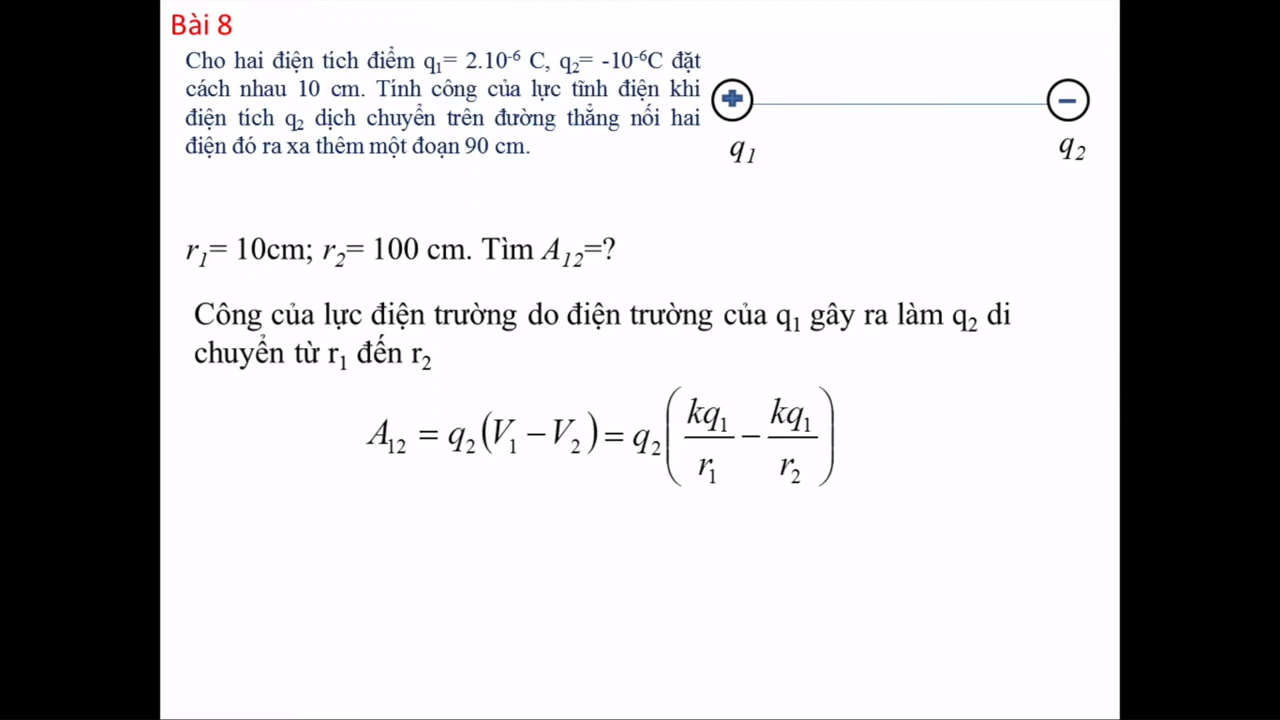 Bài 8
Cho hai điện tích điểm q₁= 2.10⁻⁶ C, q₂= -10⁻⁶C đặt
cách nhau 10 cm. Tính công của lực tĩnh điện khi
điện tích q₂ dịch chuyển trên đường thẳng nối hai
điện đó ra xa thêm một đoạn 90 cm.
+
−
q₁
q₂
r₁= 10cm; r₂= 100 cm. Tìm A₁₂=?
Công của lực điện trường do điện trường của q₁ gây ra làm q₂ di
chuyển từ r₁ đến r₂
A₁₂ = q₂(V₁ − V₂) = q₂(kq₁/r₁ − kq₁/r₂)